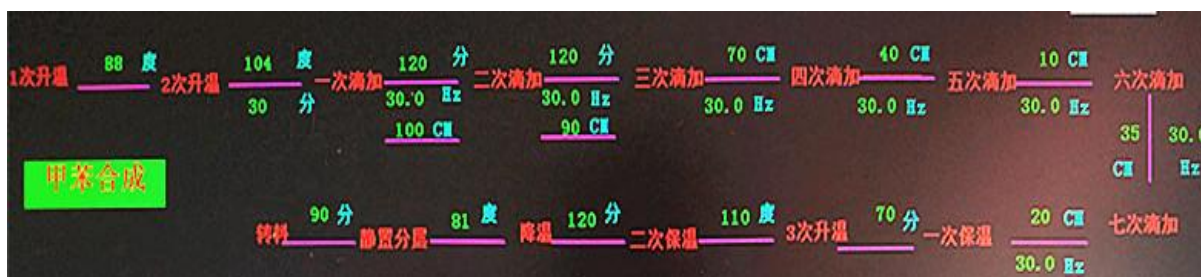 1次升温 88 度 2次升温 104 度 一次滴加 120 分 二次滴加 120 分 三次滴加 70 CM 四次滴加 40 CM 五次滴加 10 CM 六次滴加
30 分 30.0 Hz 30.0 Hz 30.0 Hz 30.0 Hz 30.0 Hz
100 CM 90 CM 35 CM 30.0 Hz
甲苯合成
转料 90 分 静置分层 81 度 降温 120 分 二次保温 110 度 3次升温 70 分 一次保温 20 CM 七次滴加
30.0 Hz